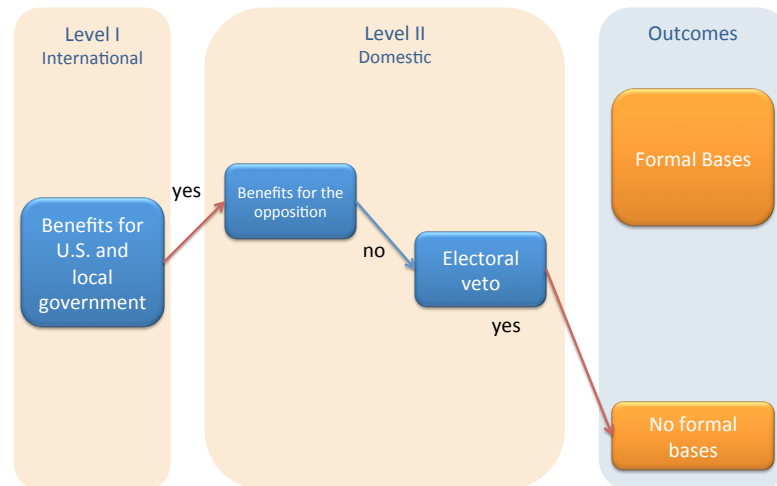 Level I
International
Level II
Domestic
Outcomes
Formal Bases
yes
Benefits for the
opposition
Benefits for
U.S. and
local
government
no
Electoral
veto
yes
No formal
bases